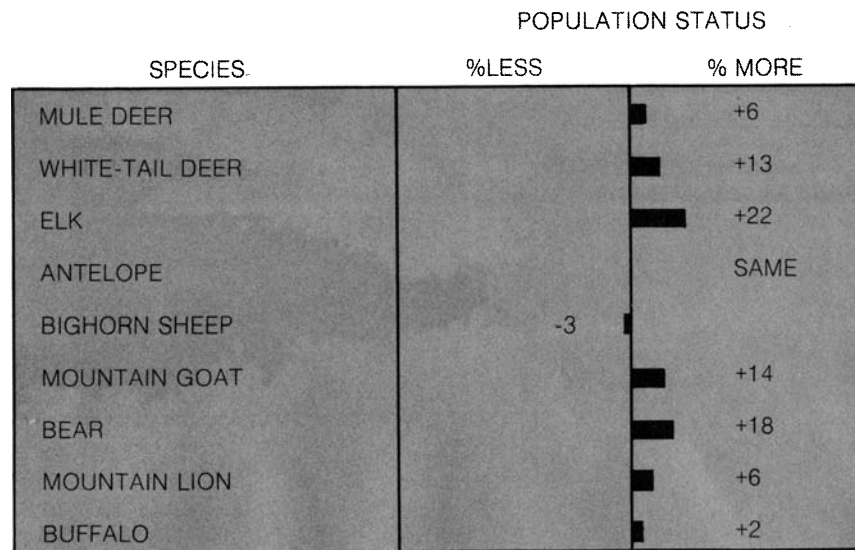 POPULATION STATUS
SPECIES %LESS % MORE
MULE DEER +6
WHITE-TAIL DEER +13
ELK +22
ANTELOPE SAME
BIGHORN SHEEP -3
MOUNTAIN GOAT +14
BEAR +18
MOUNTAIN LION +6
BUFFALO +2